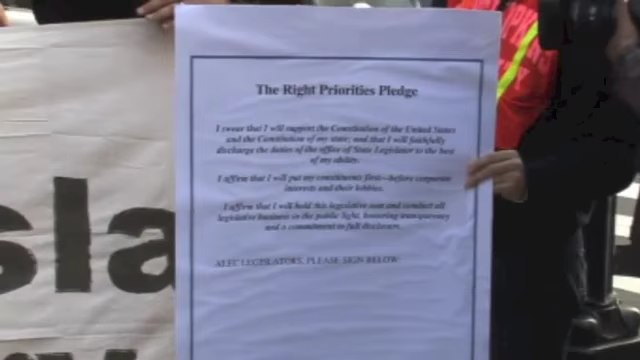 sla
The Right Priorities Pledge
I swear that I will support the Constitution of the United States
and the Constitution of my state; and that I will faithfully
discharge the duties of the office of State Legislator to the best
of my ability.
I affirm that I will put my constituents first—before corporate
interests and their lobbies.
I affirm that I will hold this legislative seat and conduct all
legislative business in the public light, honoring transparency
and a commitment to full disclosure.
ALEC LEGISLATORS, PLEASE SIGN BELOW